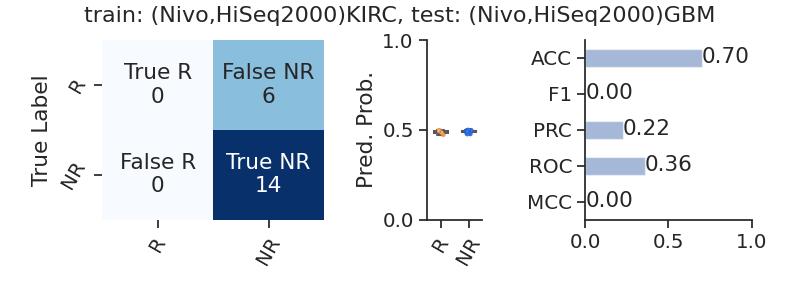 train: (Nivo,HiSeq2000)KIRC, test: (Nivo,HiSeq2000)GBM
True Label
R
NR
True R
0
False NR
6
False R
0
True NR
14
R
NR
Pred. Prob.
1.0
0.5
0.0
R
NR
ACC
0.70
F1
0.00
PRC
0.22
ROC
0.36
MCC
0.00
0.0
0.5
1.0